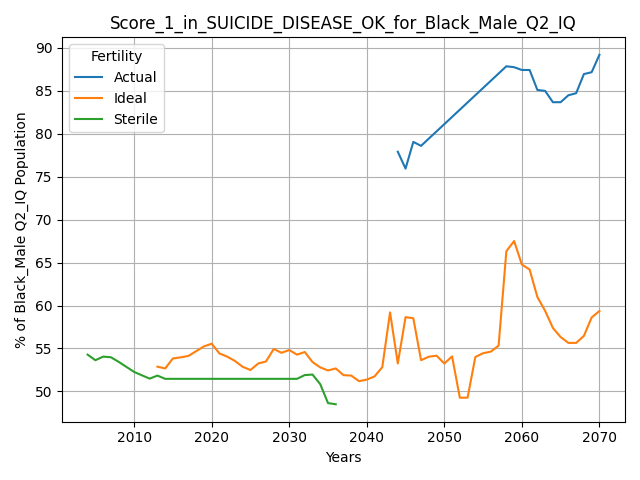 Score_1_in_SUICIDE_DISEASE_OK_for_Black_Male_Q2_IQ
Fertility
Actual
Ideal
Sterile
% of Black_Male Q2_IQ Population
90
85
80
75
70
65
60
55
50
2010 2020 2030 2040 2050 2060 2070
Years